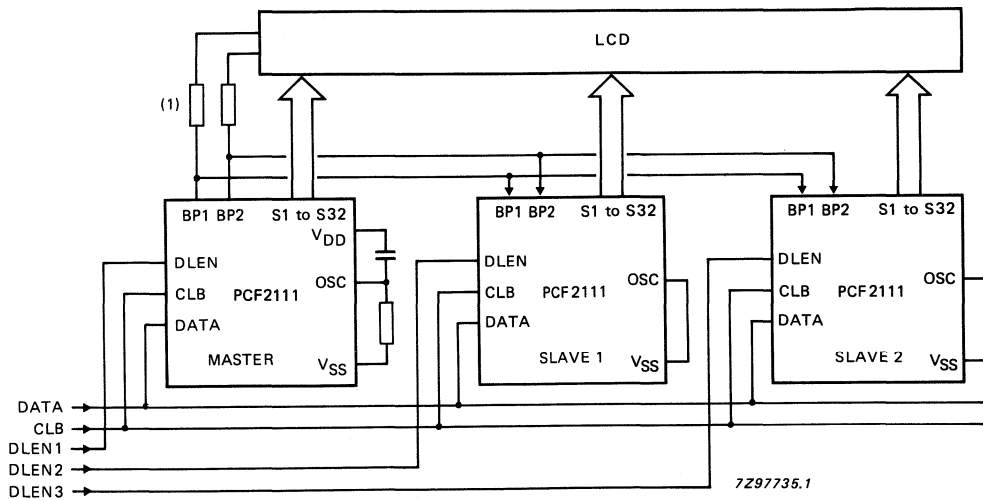 LCD
(1)
BP1 BP2 S1 to S32
VDD
DLEN
OSC
CLB
PCF2111
DATA
MASTER
VSS
BP1 BP2 S1 to S32
DLEN
OSC
CLB
PCF2111
DATA
SLAVE 1
VSS
BP1 BP2 S1 to S32
DLEN
OSC
CLB
PCF2111
DATA
SLAVE 2
VSS
DATA
CLB
DLEN1
DLEN2
DLEN3
7Z97735.1